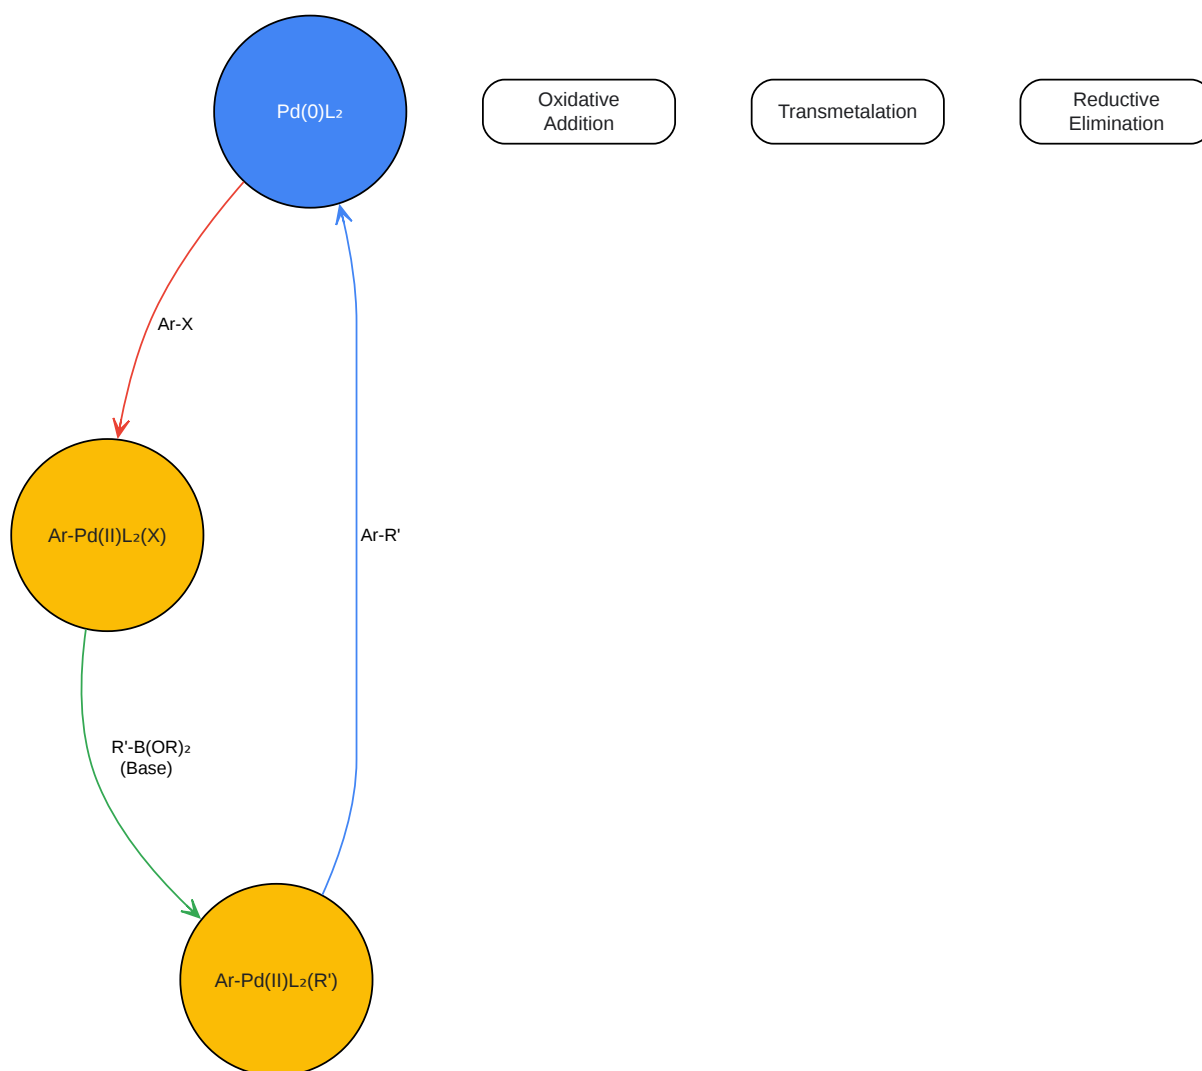 Pd(0)L₂
Oxidative
Addition
Transmetalation
Reductive
Elimination
Ar-X
Ar-Pd(II)L₂(X)
Ar-R'
R'-B(OR)₂
(Base)
Ar-Pd(II)L₂(R')